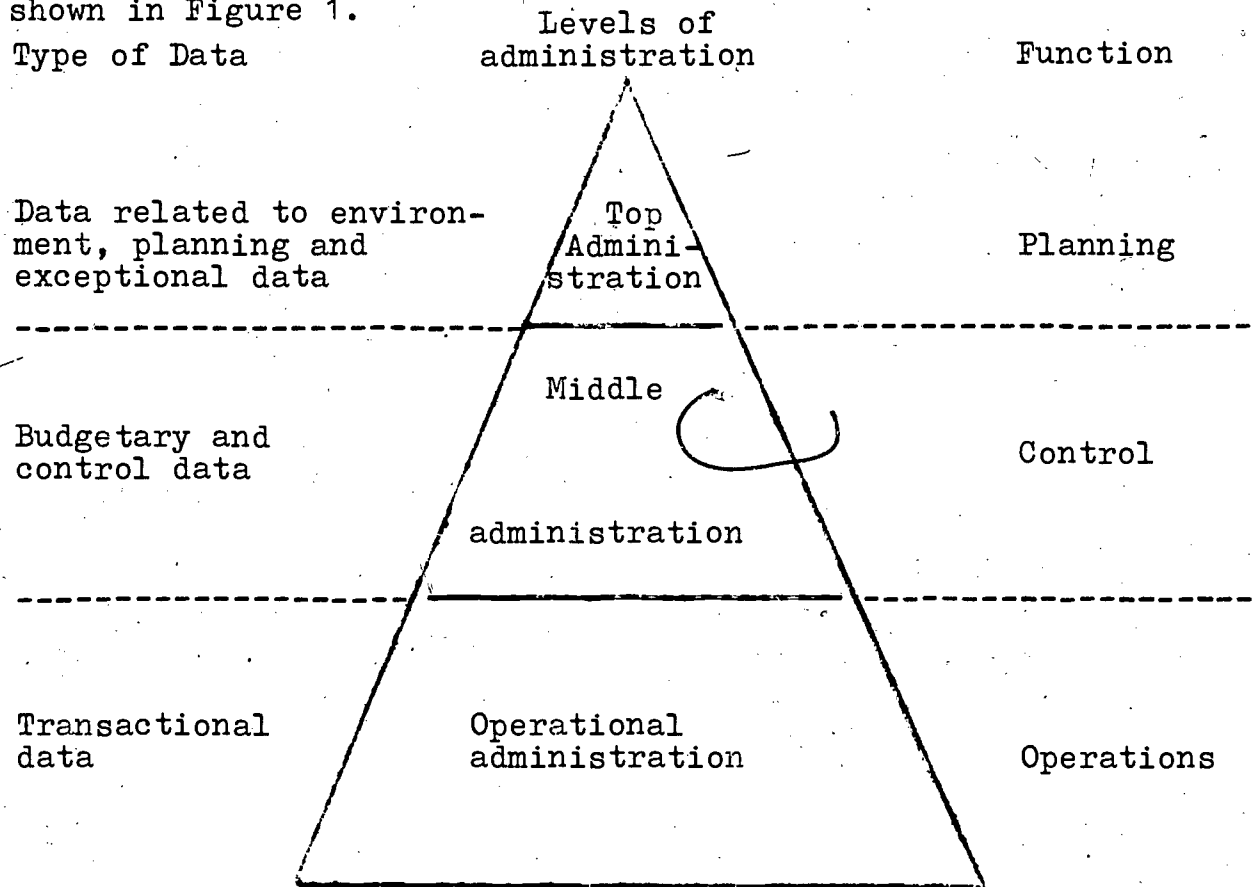 shown in Figure 1.
Type of Data
Levels of
administration
Function
Data related to environ-
ment, planning and
exceptional data
Top
Admini-
stration
Planning
Budgetary and
control data
Middle
administration
Control
Transactional
data
Operational
administration
Operations